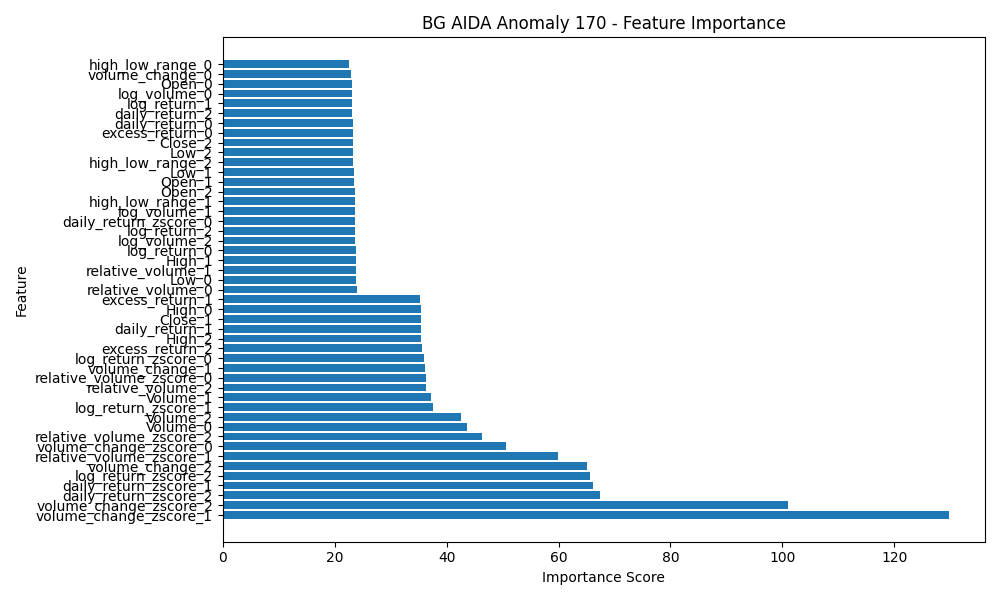 BG AIDA Anomaly 170 - Feature Importance
high_low_range_0
volume_change_0
Open_0
log_volume_0
log_return_1
daily_return_2
daily_return_0
excess_return_0
Close_2
Low_2
high_low_range_2
Low_1
Open_1
Open_2
high_low_range_1
log_volume_1
daily_return_zscore_0
log_return_2
log_volume_2
log_return_0
High_1
relative_volume_1
Low_0
relative_volume_0
excess_return_1
High_0
Close_1
daily_return_1
High_2
excess_return_2
log_return_zscore_0
volume_change_1
relative_volume_zscore_0
relative_volume_2
Volume_1
log_return_zscore_1
Volume_2
Volume_0
relative_volume_zscore_2
volume_change_zscore_0
relative_volume_zscore_1
volume_change_2
log_return_zscore_2
daily_return_zscore_1
daily_return_zscore_2
volume_change_zscore_2
volume_change_zscore_1
Feature
0 20 40 60 80 100 120
Importance Score